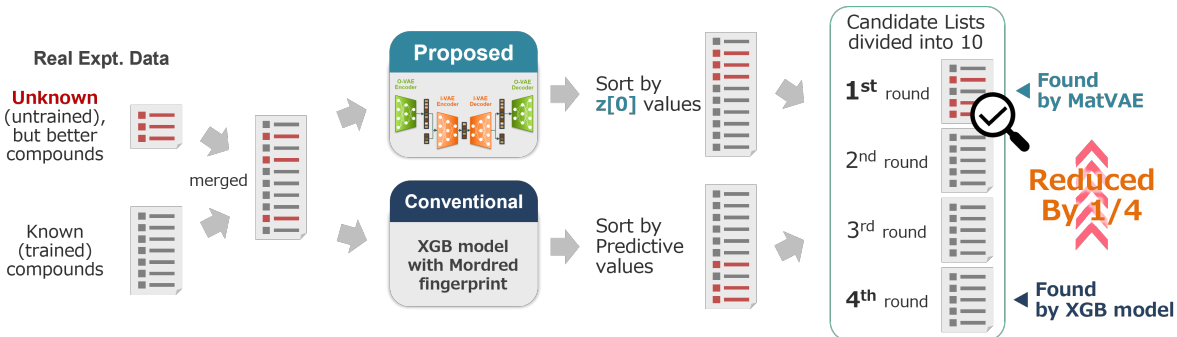 Real Expt. Data
Unknown
(untrained),
but better
compounds
Known
(trained)
compounds
merged
Proposed
O-VAE
Encoder
I-VAE
Encoder
I-VAE
Decoder
O-VAE
Decoder
Conventional
XGB model
with Mordred
fingerprint
Sort by
z[0] values
Sort by
Predictive
values
Candidate Lists
divided into 10
1st round
2nd round
3rd round
4th round
Found
by MatVAE
Reduced
By 1/4
Found
by XGB model